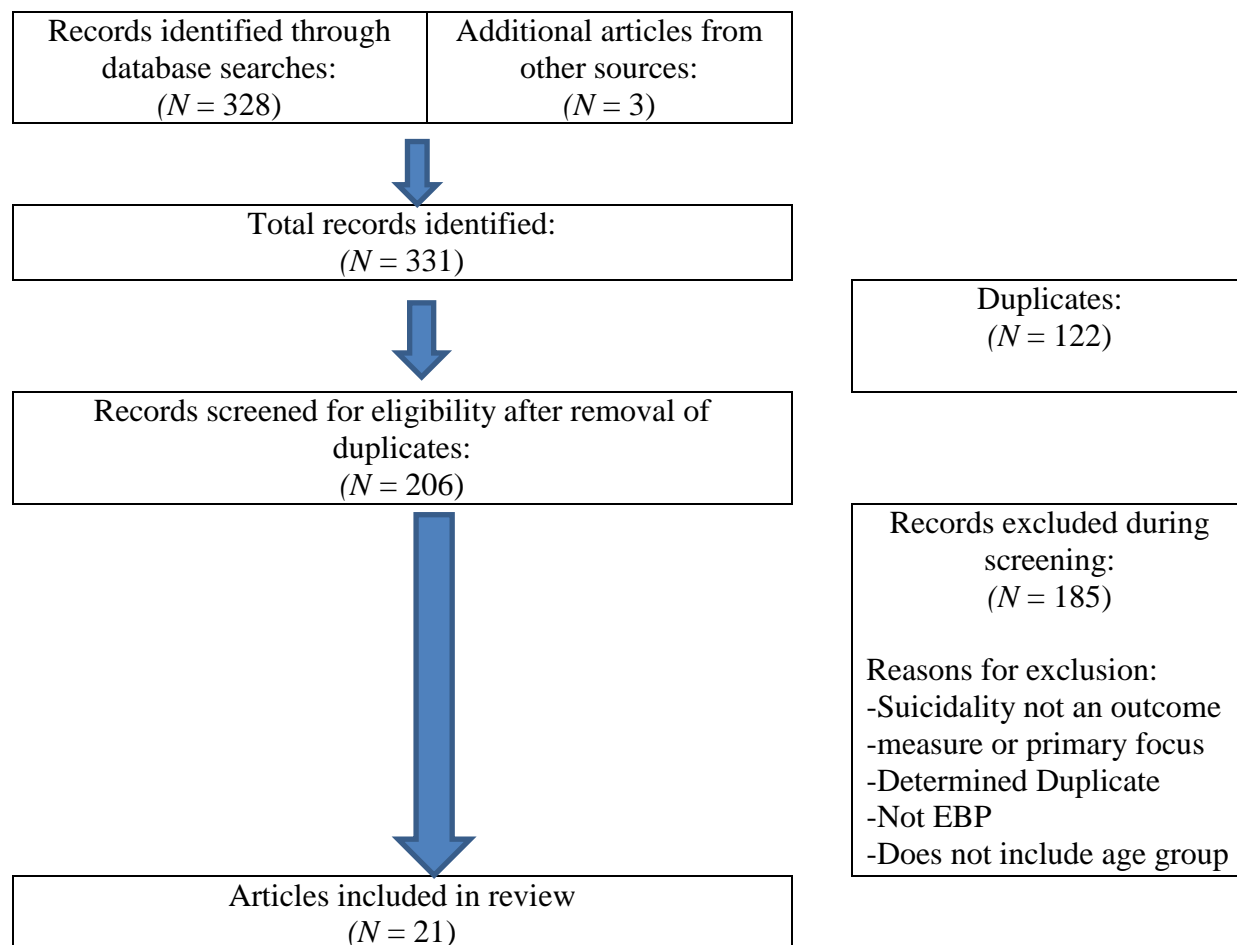 Records identified through
database searches:
(N = 328)
Additional articles from
other sources:
(N = 3)
Total records identified:
(N = 331)
Duplicates:
(N = 122)
Records screened for eligibility after removal of
duplicates:
(N = 206)
Records excluded during
screening:
(N = 185)
Reasons for exclusion:
-Suicidality not an outcome
-measure or primary focus
-Determined Duplicate
-Not EBP
-Does not include age group
Articles included in review
(N = 21)